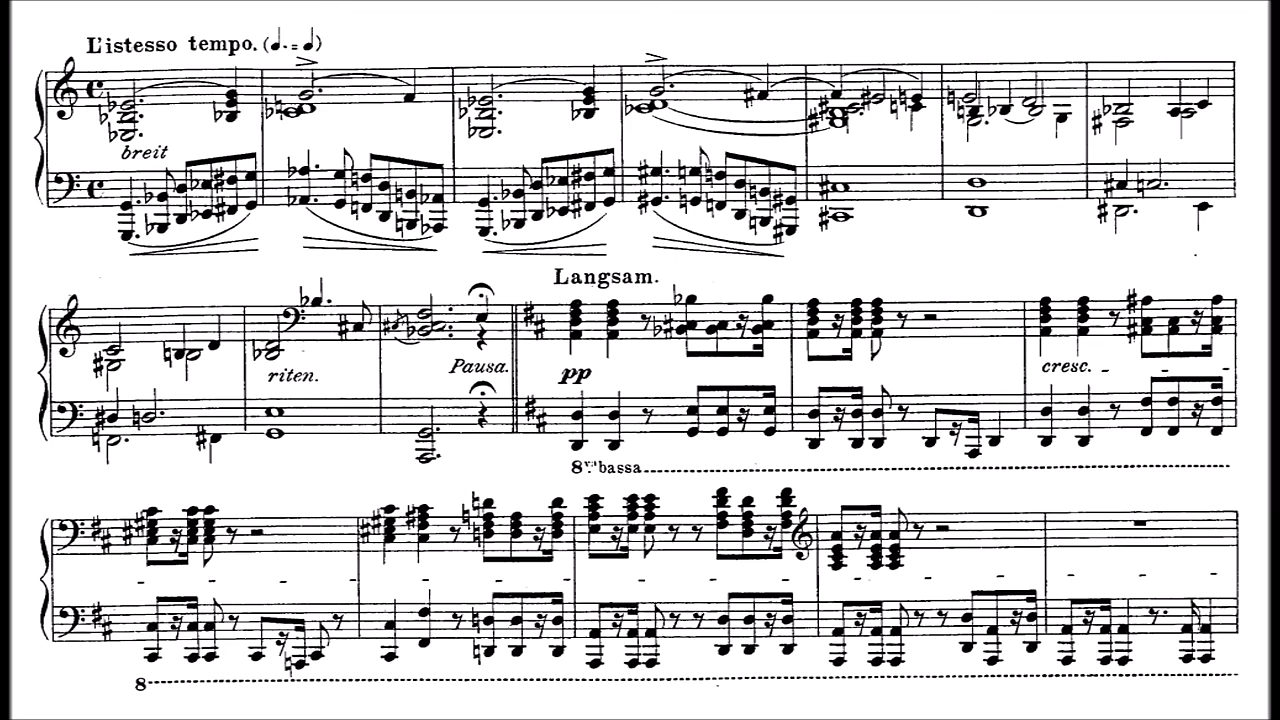 L'istesso tempo. (♩. = ♩)
breit
Langsam.
riten.
Pausa.
pp
cresc.
8va bassa
8